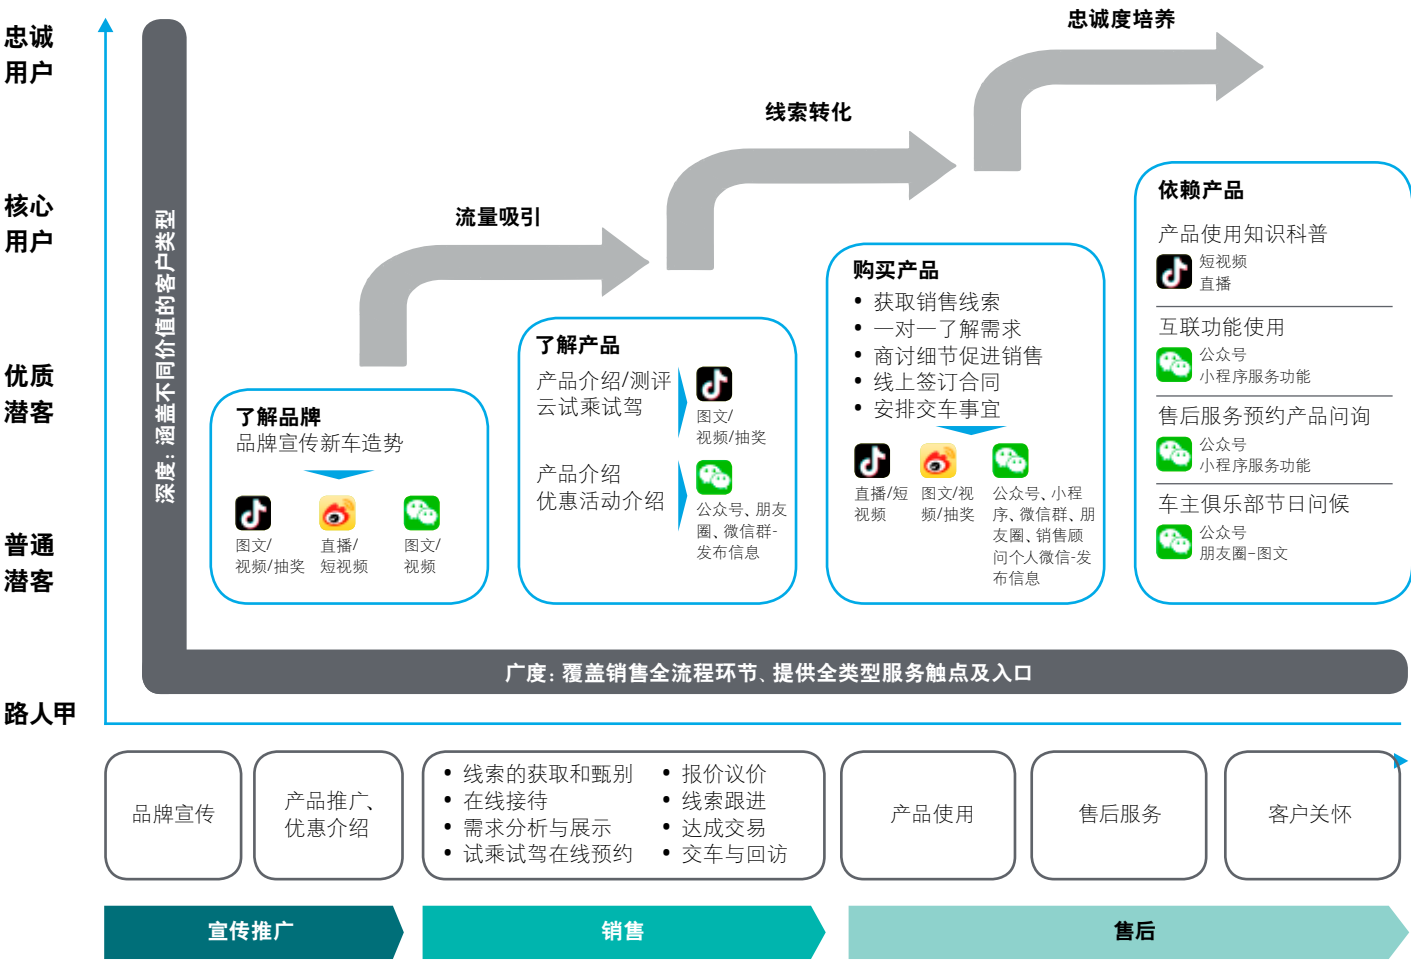 忠诚
用户
核心
用户
优质
潜客
普通
潜客
路人甲
深度：涵盖不同价值的客户类型
流量吸引
线索转化
忠诚度培养
了解品牌
品牌宣传新车造势
图文/
视频/抽奖
直播/
短视频
图文/
视频
了解产品
产品介绍/测评
云试乘试驾
图文/
视频/抽奖
产品介绍
优惠活动介绍
公众号、朋友
圈、微信群-
发布信息
购买产品
• 获取销售线索
• 一对一了解需求
• 商讨细节促进销售
• 线上签订合同
• 安排交车事宜
直播/短
视频
图文/视
频/抽奖
公众号、小程
序、微信群、朋
友圈、销售顾
问个人微信-发
布信息
依赖产品
产品使用知识科普
短视频
直播
互联功能使用
公众号
小程序服务功能
售后服务预约产品问询
公众号
小程序服务功能
车主俱乐部节日问候
公众号
朋友圈-图文
广度：覆盖销售全流程环节、提供全类型服务触点及入口
品牌宣传
产品推广、
优惠介绍
• 线索的获取和甄别
• 在线接待
• 需求分析与展示
• 试乘试驾在线预约
• 报价议价
• 线索跟进
• 达成交易
• 交车与回访
产品使用
售后服务
客户关怀
宣传推广
销售
售后